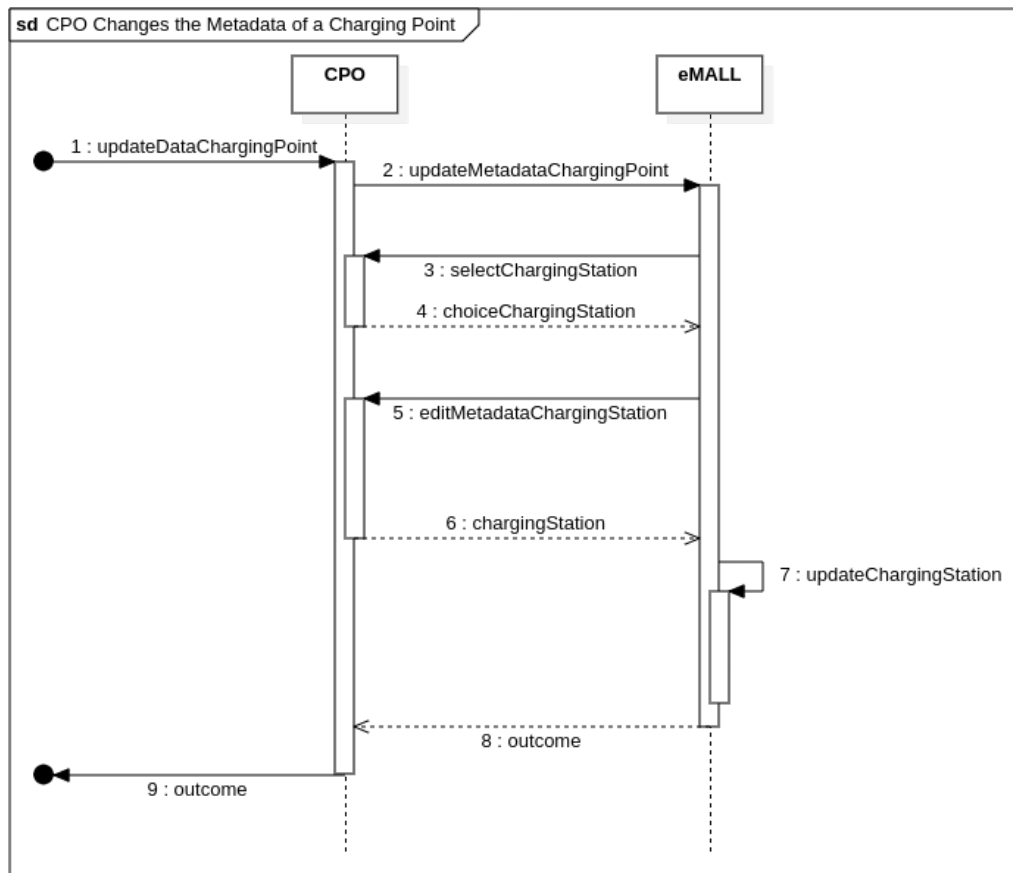 sd CPO Changes the Metadata of a Charging Point
CPO
eMALL
1 : updateDataChargingPoint
2 : updateMetadataChargingPoint
3 : selectChargingStation
4 : choiceChargingStation
5 : editMetadataChargingStation
6 : chargingStation
7 : updateChargingStation
8 : outcome
9 : outcome